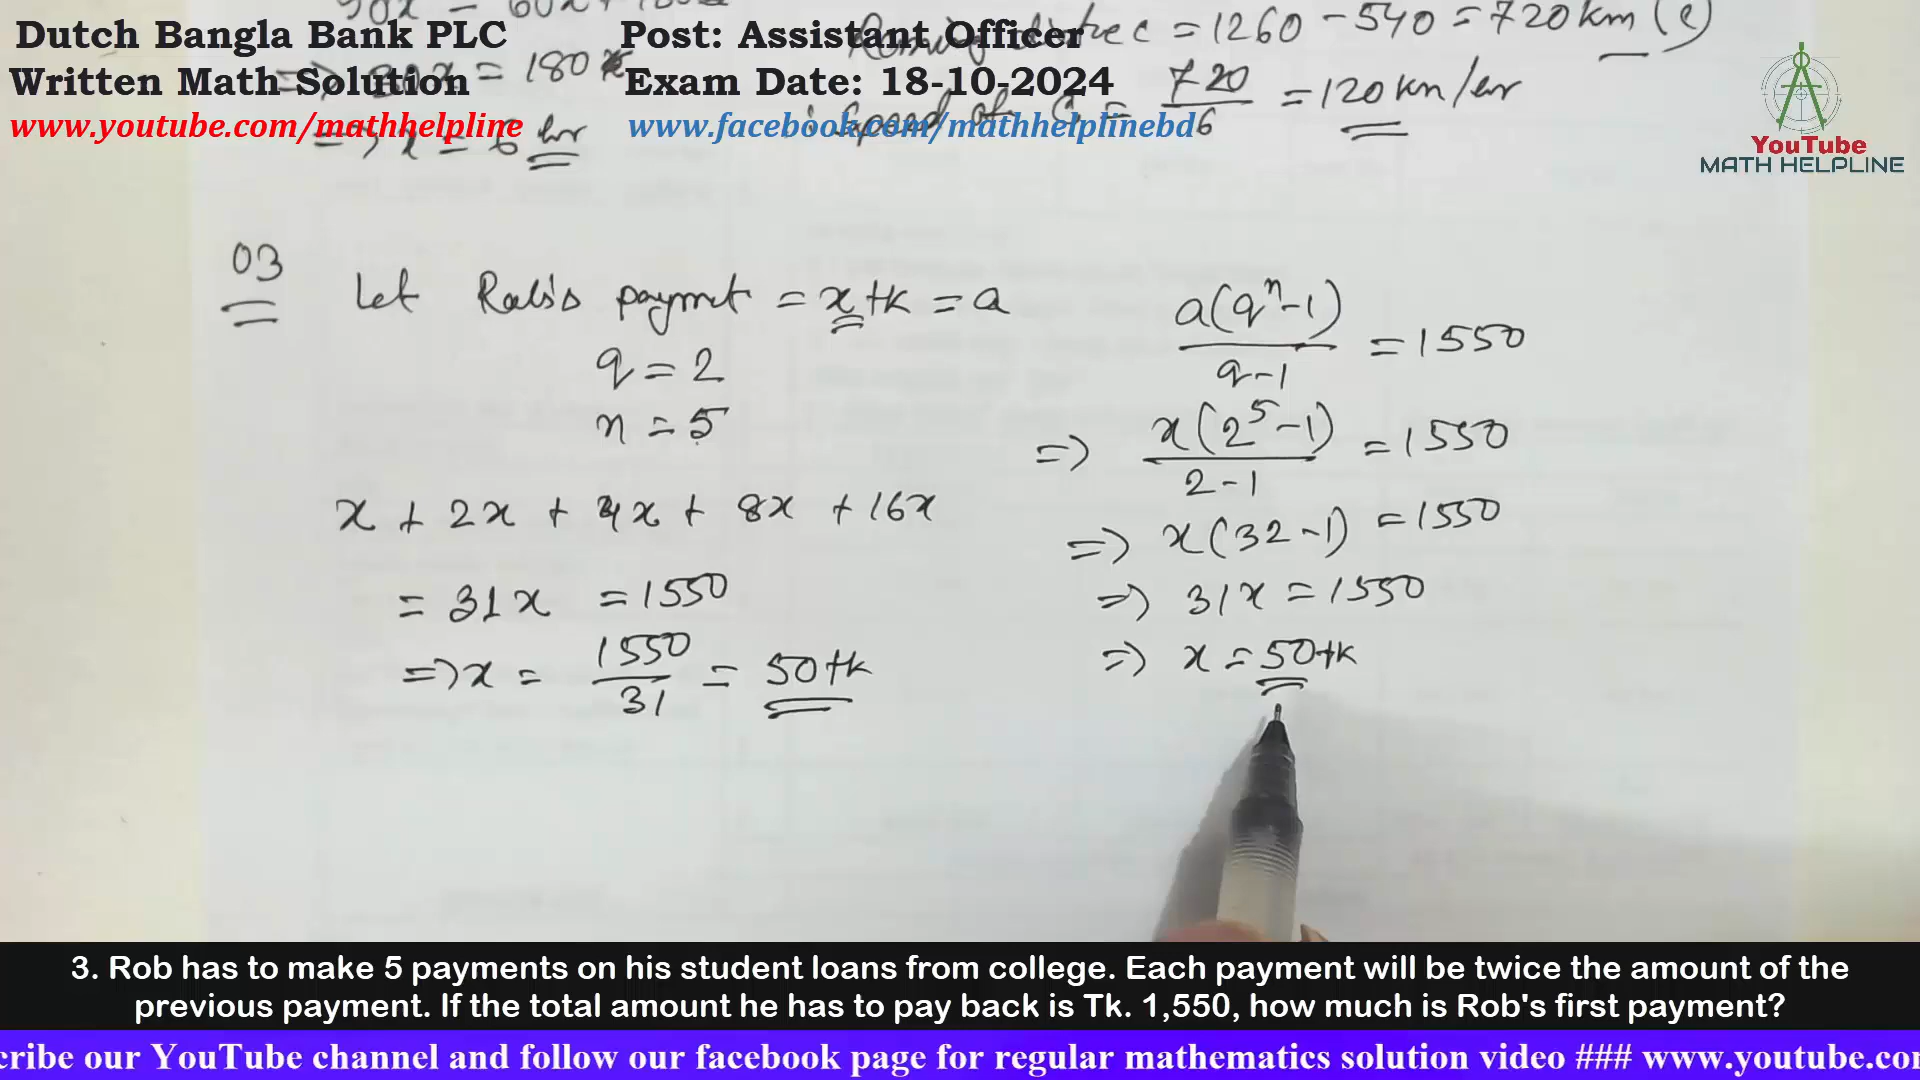 Dutch Bangla Bank PLC Post: Assistant Officer
Written Math Solution Exam Date: 18-10-2024
www.youtube.com/mathhelpline www.facebook.com/mathhelplinebd
YouTube
MATH HELPLINE
= 1260 - 540 = 720 km
= 180
720 / 6 = 120 km/hr
=> x = 6 hr
03
Let Rob's payment = x tk = a
q = 2
n = 5
x + 2x + 4x + 8x + 16x
= 31x = 1550
=> x = 1550 / 31 = 50 tk
a(q^n - 1) / q - 1 = 1550
=> x(2^5 - 1) / 2 - 1 = 1550
=> x(32 - 1) = 1550
=> 31x = 1550
=> x = 50 tk
3. Rob has to make 5 payments on his student loans from college. Each payment will be twice the amount of the
previous payment. If the total amount he has to pay back is Tk. 1,550, how much is Rob's first payment?
cribe our YouTube channel and follow our facebook page for regular mathematics solution video ### www.youtube.co